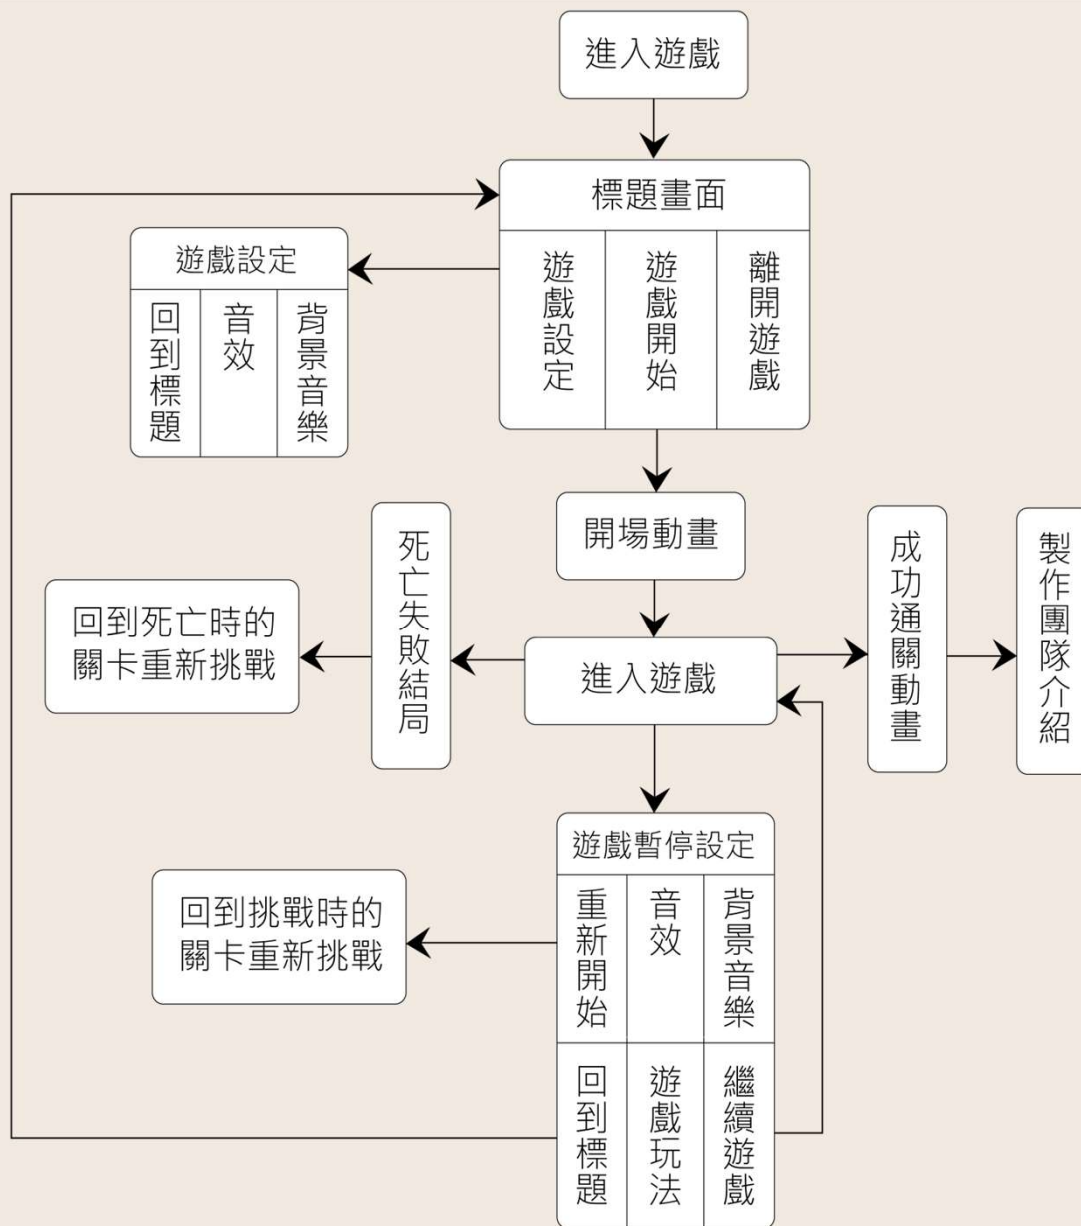 進入遊戲
標題畫面
遊戲設定
遊戲開始
離開遊戲
遊戲設定
回到標題
音效
背景音樂
開場動畫
死亡失敗結局
回到死亡時的
關卡重新挑戰
進入遊戲
成功通關動畫
製作團隊介紹
遊戲暫停設定
重新開始
音效
背景音樂
回到標題
遊戲玩法
繼續遊戲
回到挑戰時的
關卡重新挑戰